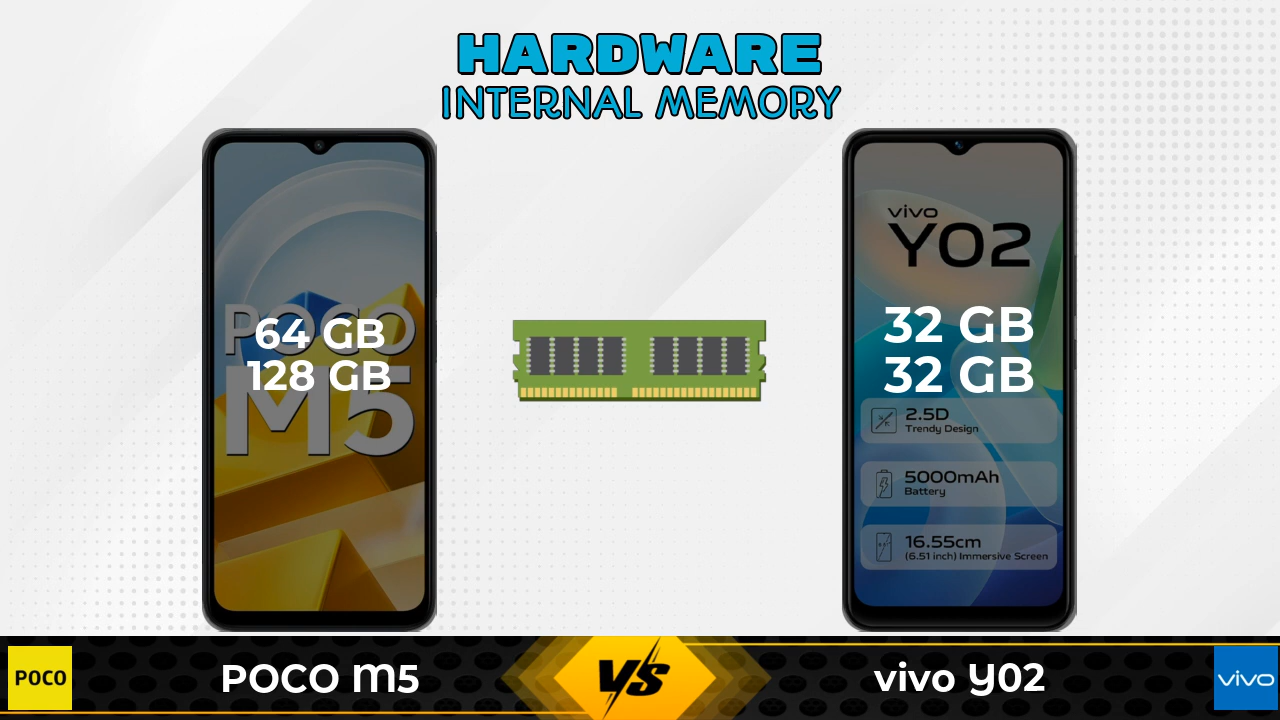 HARDWARE
INTERNAL MEMORY
POCO
M5
64 GB
128 GB
vivo
Y02
32 GB
32 GB
2.5D
Trendy Design
5000mAh
Battery
16.55cm
(6.51 inch) Immersive Screen
POCO
POCO M5
VS
vivo Y02
vivo